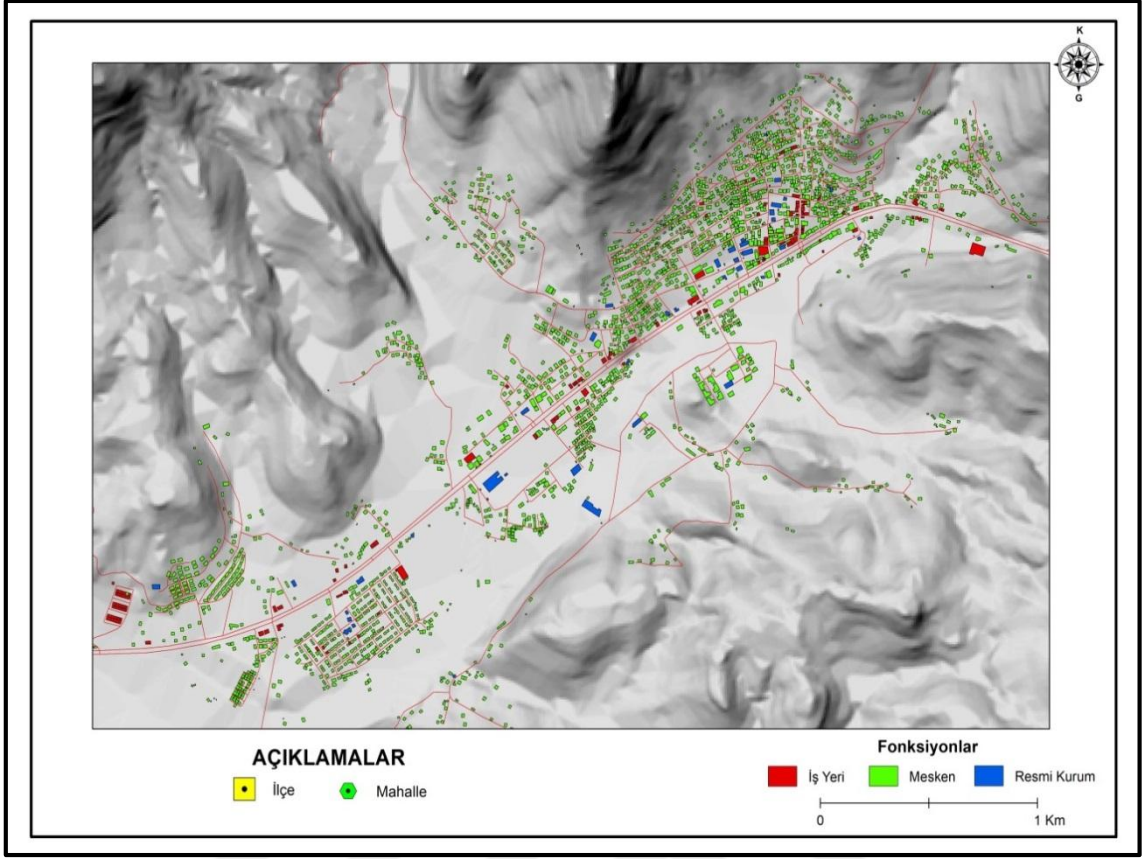 K
G
AÇIKLAMALAR
İlçe
Mahalle
Fonksiyonlar
İş Yeri
Mesken
Resmi Kurum
0
1 Km